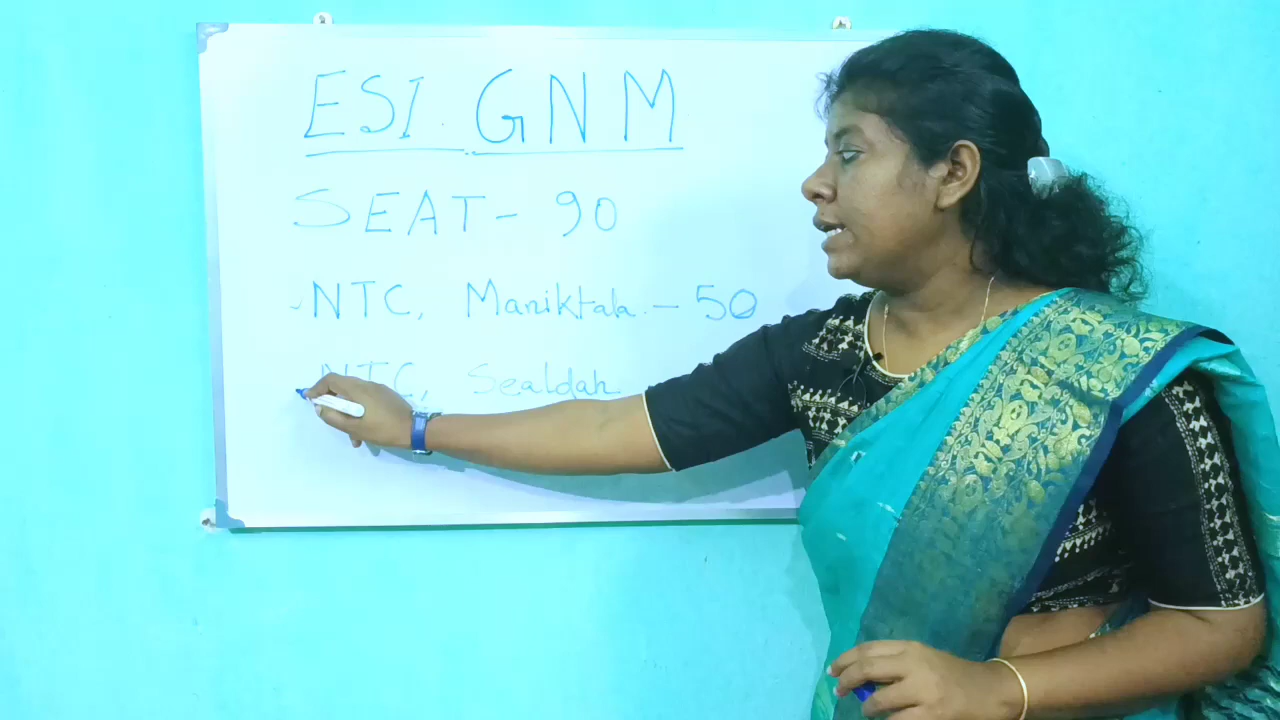 ESI GNM
SEAT - 90
NTC, Maniktala. - 50
NTC, Sealdah